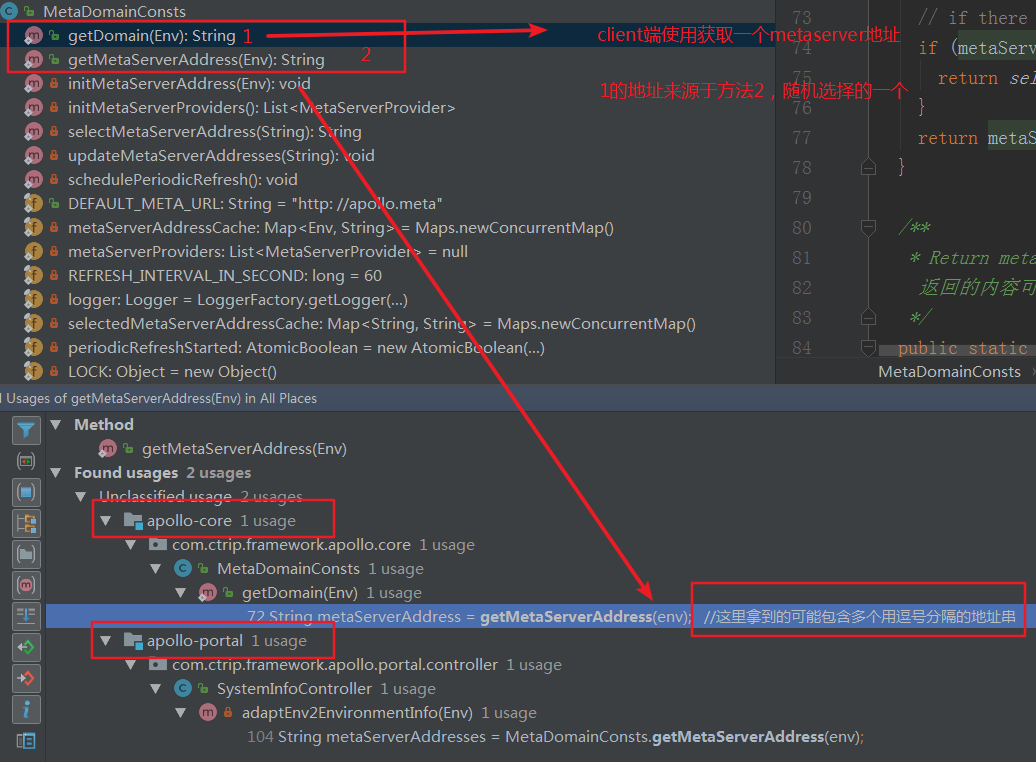 MetaDomainConsts
getDomain(Env): String 1
getMetaServerAddress(Env): String 2
initMetaServerAddress(Env): void
initMetaServerProviders(): List<MetaServerProvider>
selectMetaServerAddress(String): String
updateMetaServerAddresses(String): void
schedulePeriodicRefresh(): void
DEFAULT_META_URL: String = "http: //apollo.meta"
metaServerAddressCache: Map<Env, String> = Maps.newConcurrentMap()
metaServerProviders: List<MetaServerProvider> = null
REFRESH_INTERVAL_IN_SECOND: long = 60
logger: Logger = LoggerFactory.getLogger(...)
selectedMetaServerAddressCache: Map<String, String> = Maps.newConcurrentMap()
periodicRefreshStarted: AtomicBoolean = new AtomicBoolean(...)
LOCK: Object = new Object()
client端使用获取一个metaserver地址
1的地址来源于方法2，随机选择的一个
73 // if there
74 if (metaServ
75 return sel
76 }
77 return metaS
78 }
79
80 /**
81 * Return meta
82 返回的内容可
83 */
84 public static
MetaDomainConsts
Usages of getMetaServerAddress(Env) in All Places
Method
getMetaServerAddress(Env)
Found usages 2 usages
Unclassified usage 2 usages
apollo-core 1 usage
com.ctrip.framework.apollo.core 1 usage
MetaDomainConsts 1 usage
getDomain(Env) 1 usage
72 String metaServerAddress = getMetaServerAddress(env); //这里拿到的可能包含多个用逗号分隔的地址串
apollo-portal 1 usage
com.ctrip.framework.apollo.portal.controller 1 usage
SystemInfoController 1 usage
adaptEnv2EnvironmentInfo(Env) 1 usage
104 String metaServerAddresses = MetaDomainConsts.getMetaServerAddress(env);